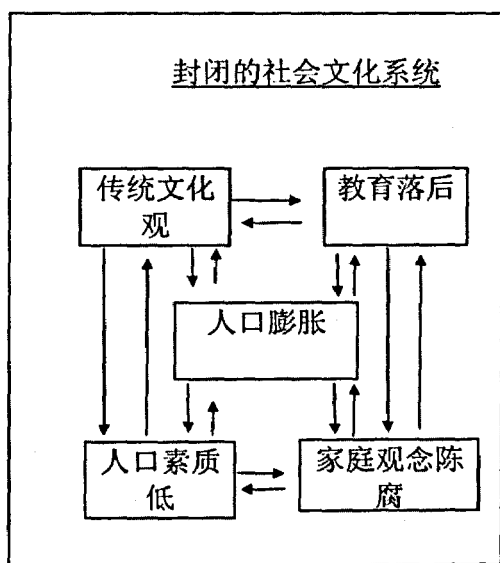 封闭的社会文化系统
传统文化
观
教育落后
人口膨胀
人口素质
低
家庭观念陈
腐